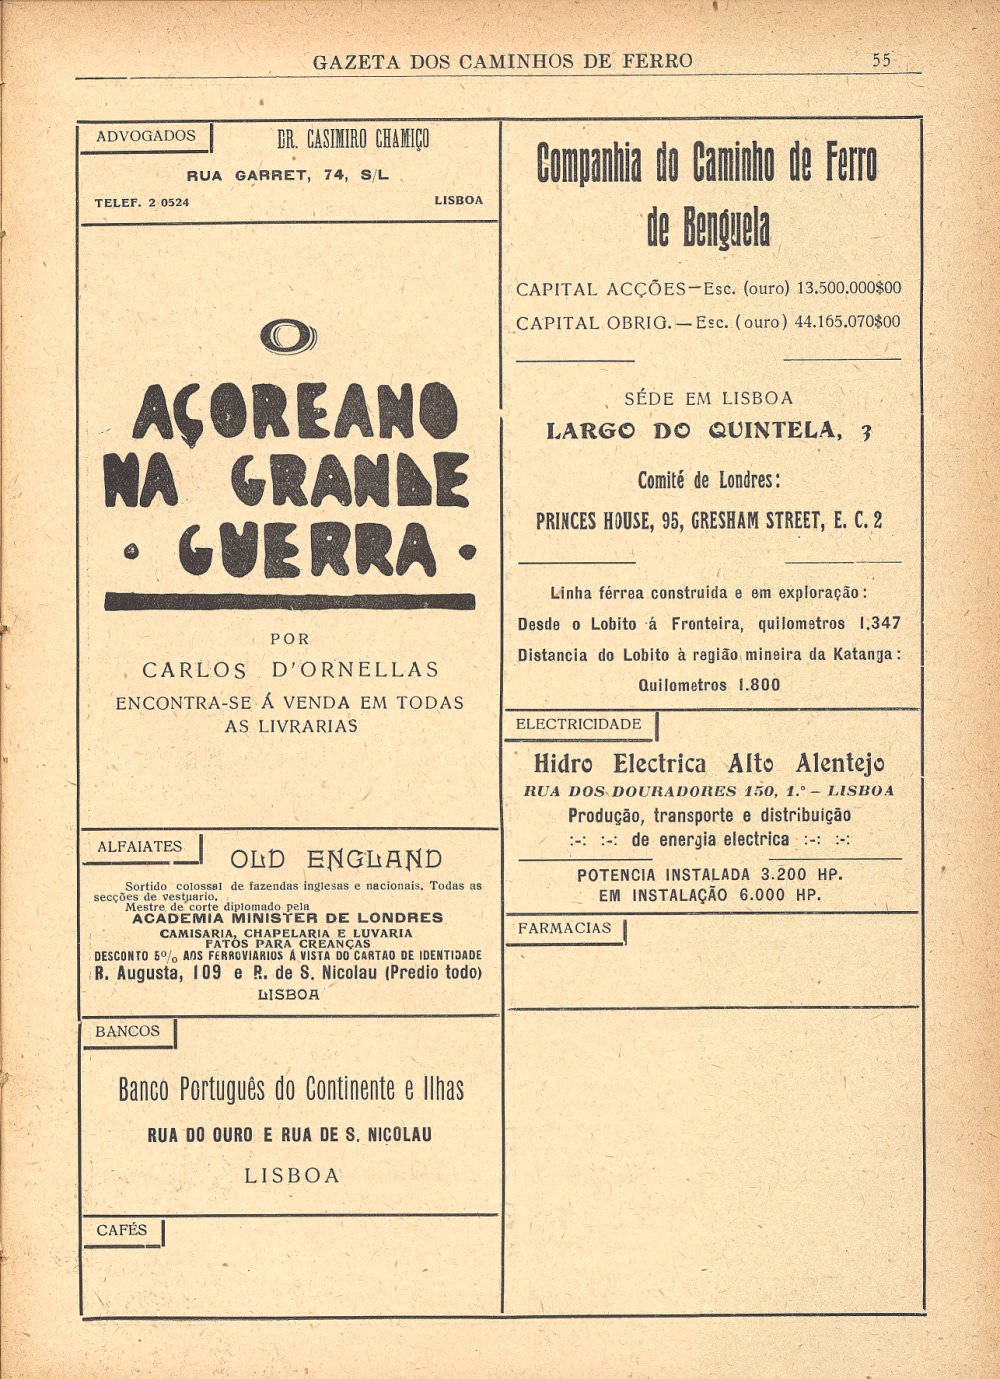 GAZETA DOS CAMINHOS DE FERRO 55
ADVOGADOS
DR. CASIMIRO CHAMIÇO
RUA GARRET, 74, S/L
TELEF. 2 0524 LISBOA
O
AÇOREANO
NA GRANDE
· GUERRA ·
POR
CARLOS D'ORNELLAS
ENCONTRA-SE Á VENDA EM TODAS
AS LIVRARIAS
ALFAIATES
OLD ENGLAND
Sortido colossal de fazendas inglesas e nacionais. Todas as
secções de vestuario.
Mestre de corte diplomado pela
ACADEMIA MINISTER DE LONDRES
CAMISARIA, CHAPELARIA E LUVARIA
FATOS PARA CREANÇAS
DESCONTO 5% AOS FERROVIARIOS Á VISTA DO CARTAO DE IDENTIDADE
R. Augusta, 109 e R. de S. Nicolau (Predio todo)
LISBOA
BANCOS
Banco Português do Continente e Ilhas
RUA DO OURO E RUA DE S. NICOLAU
LISBOA
CAFÉS
Companhia do Caminho de Ferro
de Benguela
CAPITAL ACÇÕES—Esc. (ouro) 13.500.000$00
CAPITAL OBRIG.—Esc. (ouro) 44.165.070$00
SÉDE EM LISBOA
LARGO DO QUINTELA, 3
Comité de Londres:
PRINCES HOUSE, 95, GRESHAM STREET, E. C. 2
Linha férrea construida e em exploração:
Desde o Lobito á Fronteira, quilometros 1.347
Distancia do Lobito à região mineira da Katanga:
Quilometros 1.800
ELECTRICIDADE
Hidro Electrica Alto Alentejo
RUA DOS DOURADORES 150, 1.º – LISBOA
Produção, transporte e distribuição
:-: :-: de energia electrica :-: :-:
POTENCIA INSTALADA 3.200 HP.
EM INSTALAÇÃO 6.000 HP.
FARMACIAS